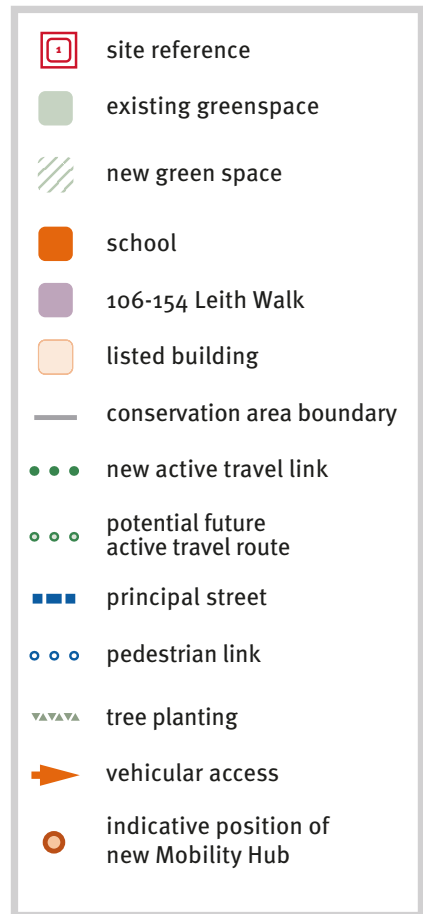 1 site reference
existing greenspace
new green space
school
106-154 Leith Walk
listed building
conservation area boundary
new active travel link
potential future
active travel route
principal street
pedestrian link
tree planting
vehicular access
indicative position of
new Mobility Hub